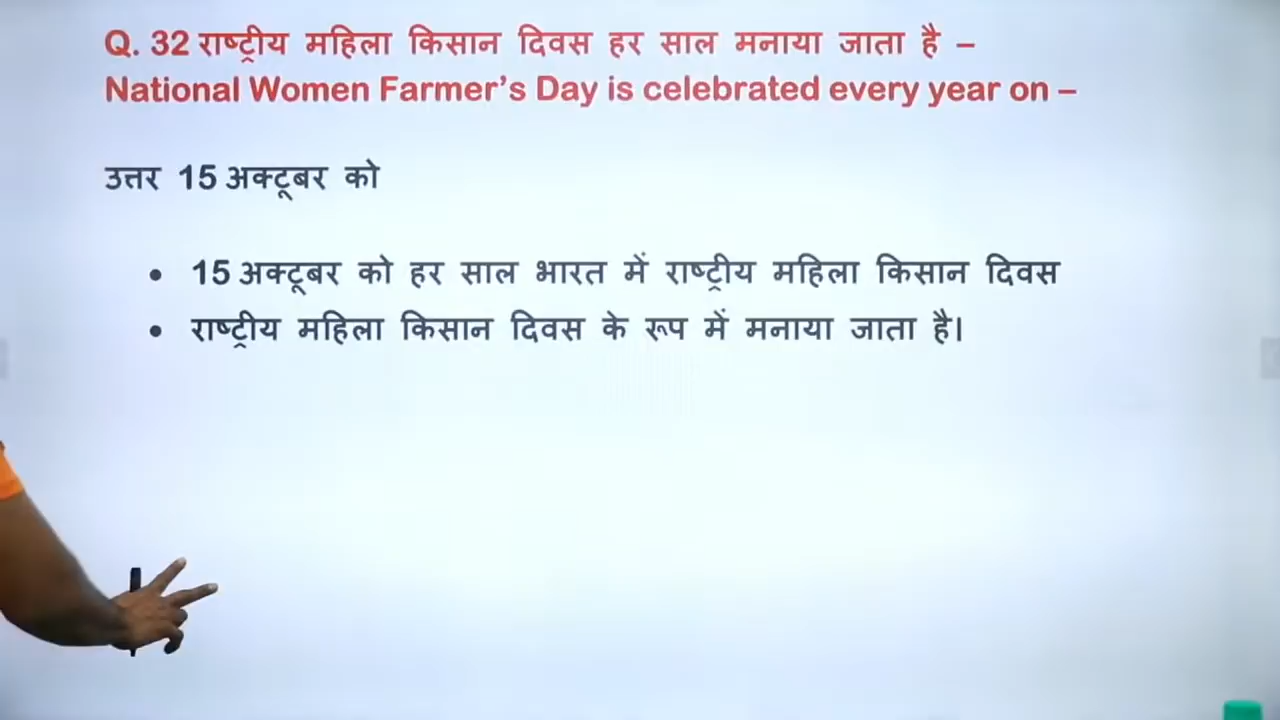 Q. 32 राष्ट्रीय महिला किसान दिवस हर साल मनाया जाता है –
National Women Farmer’s Day is celebrated every year on –
उत्तर 15 अक्टूबर को
• 15 अक्टूबर को हर साल भारत में राष्ट्रीय महिला किसान दिवस
• राष्ट्रीय महिला किसान दिवस के रूप में मनाया जाता है।